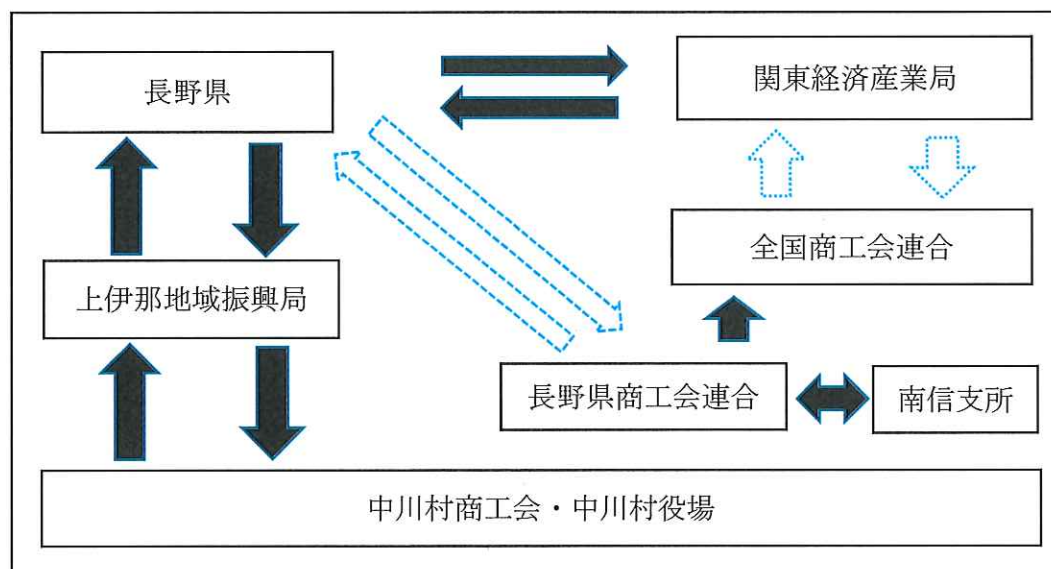 長野県
関東経済産業局
全国商工会連合
上伊那地域振興局
長野県商工会連合
南信支所
中川村商工会・中川村役場